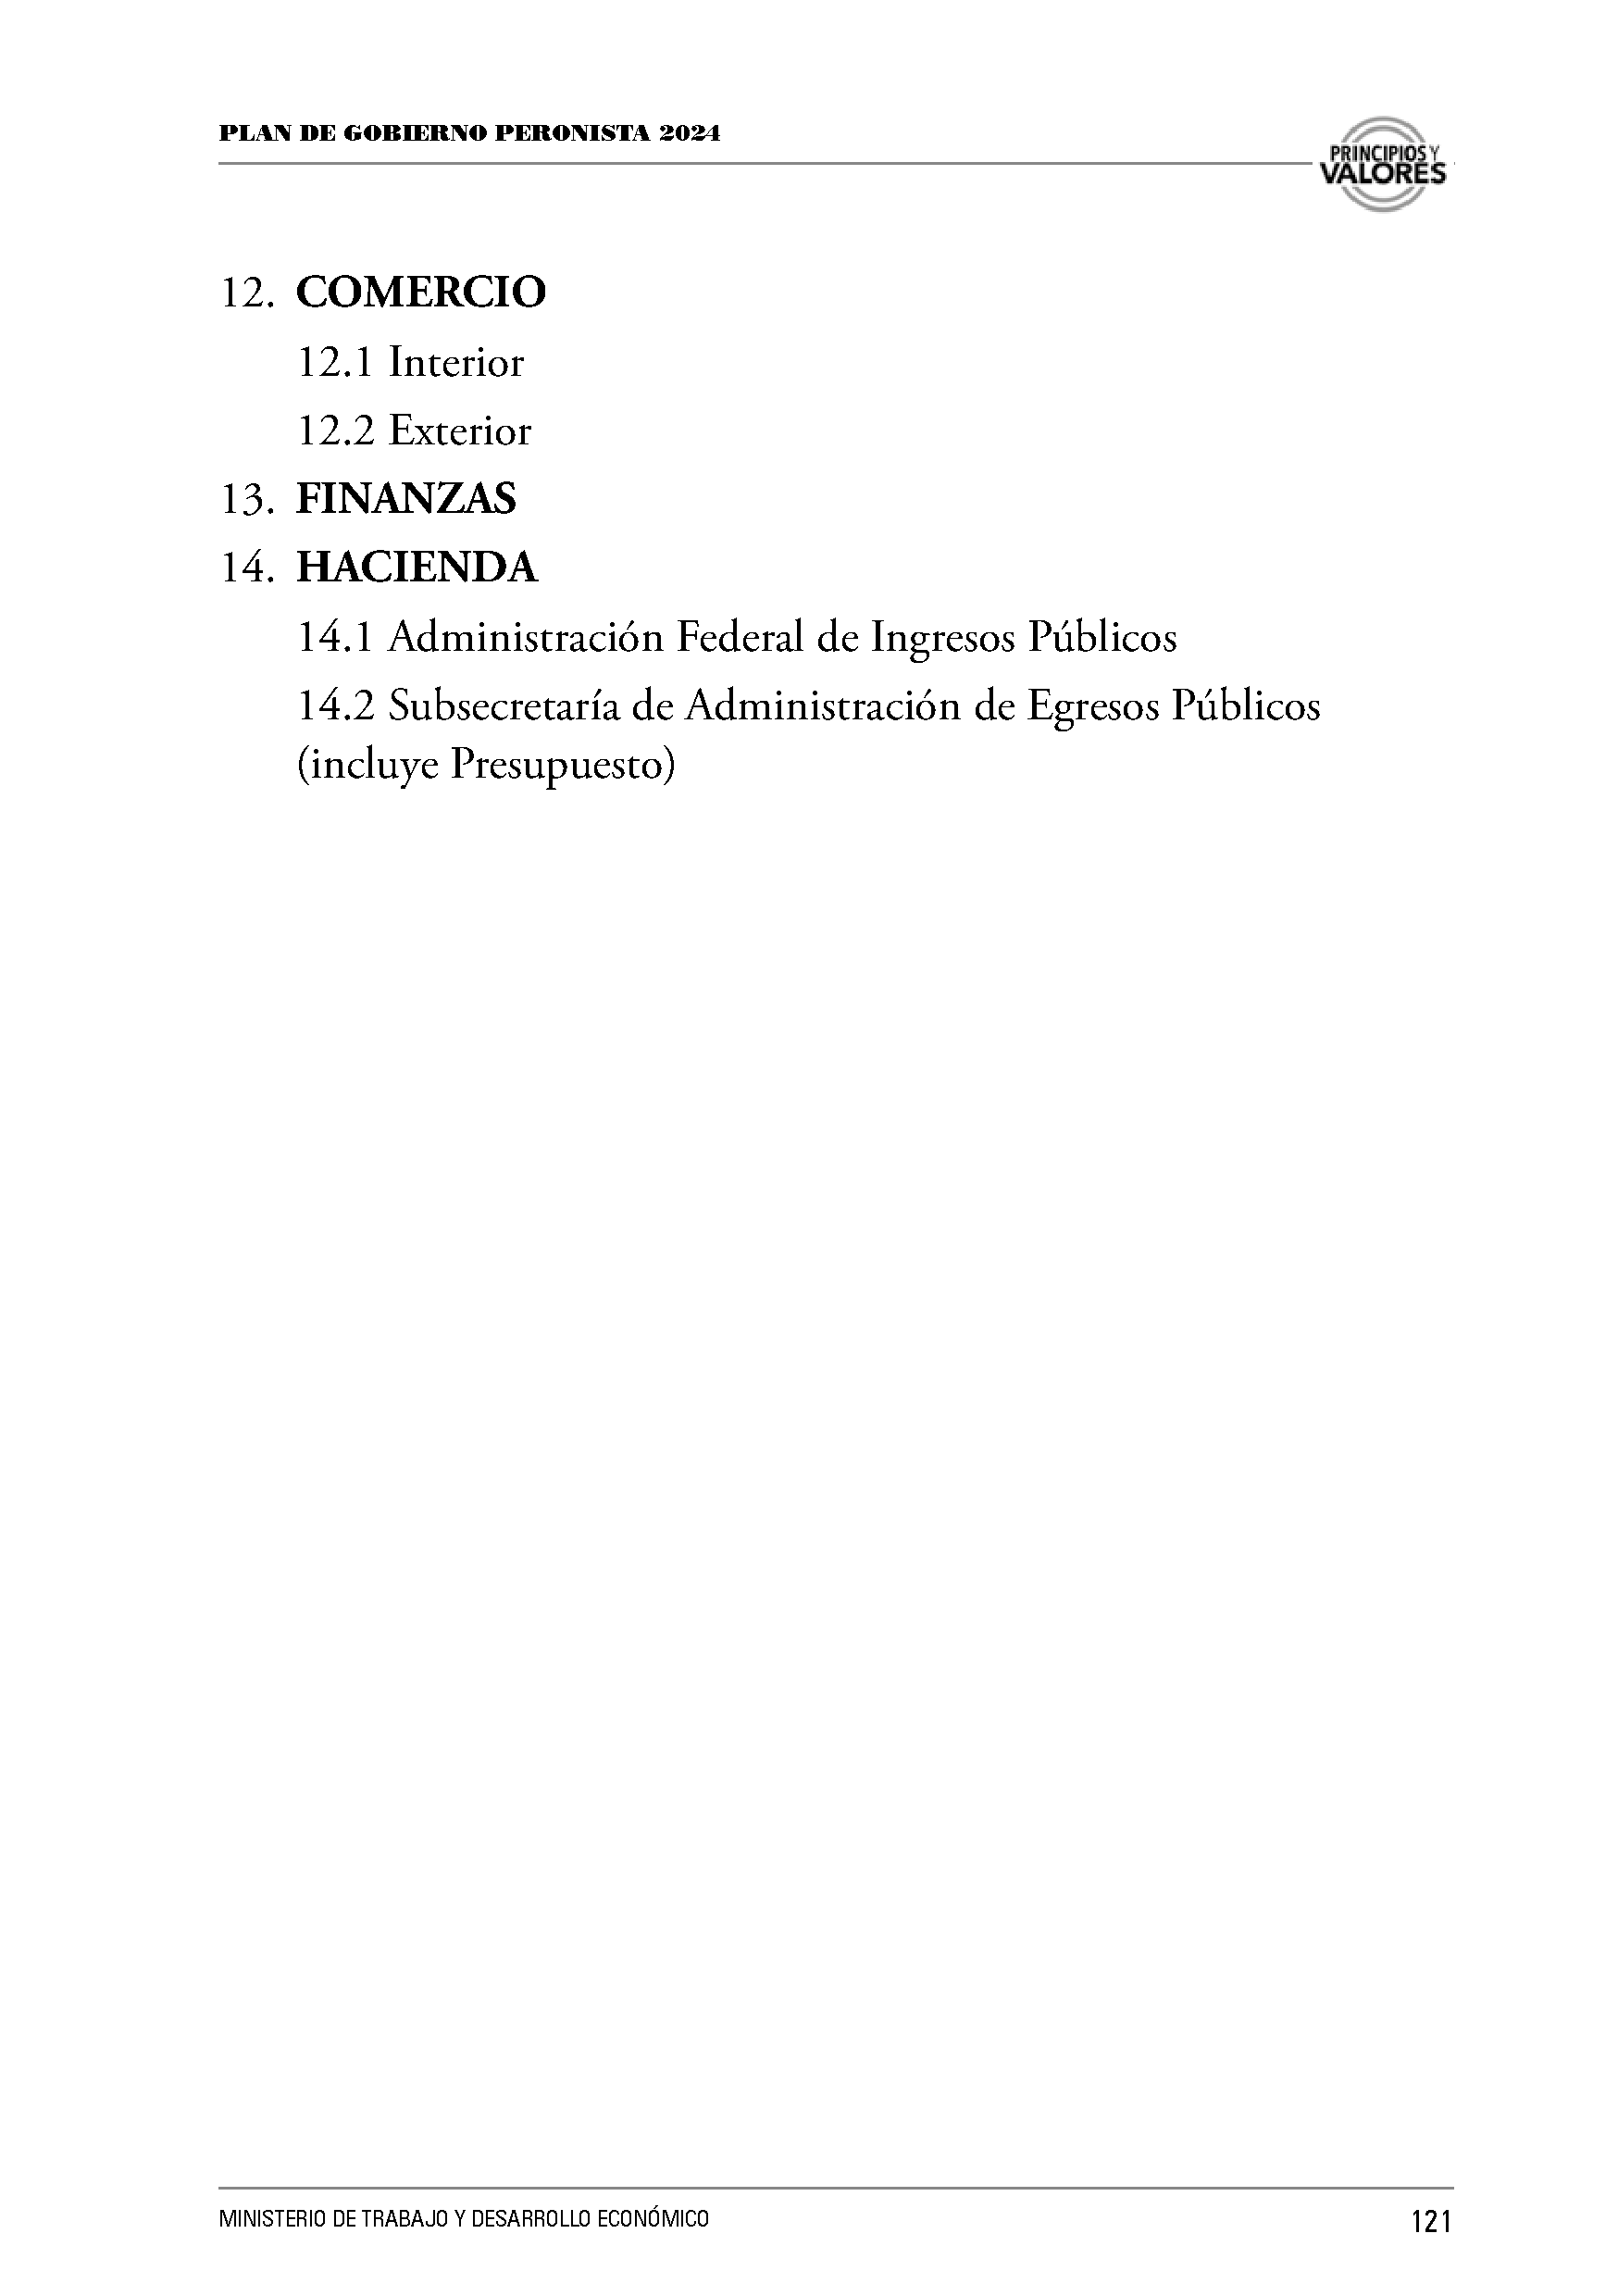 PLAN DE GOBIERNO PERONISTA 2024
PRINCIPIOS Y
VALORES
12. COMERCIO
12.1 Interior
12.2 Exterior
13. FINANZAS
14. HACIENDA
14.1 Administración Federal de Ingresos Públicos
14.2 Subsecretaría de Administración de Egresos Públicos
(incluye Presupuesto)
MINISTERIO DE TRABAJO Y DESARROLLO ECONÓMICO
121